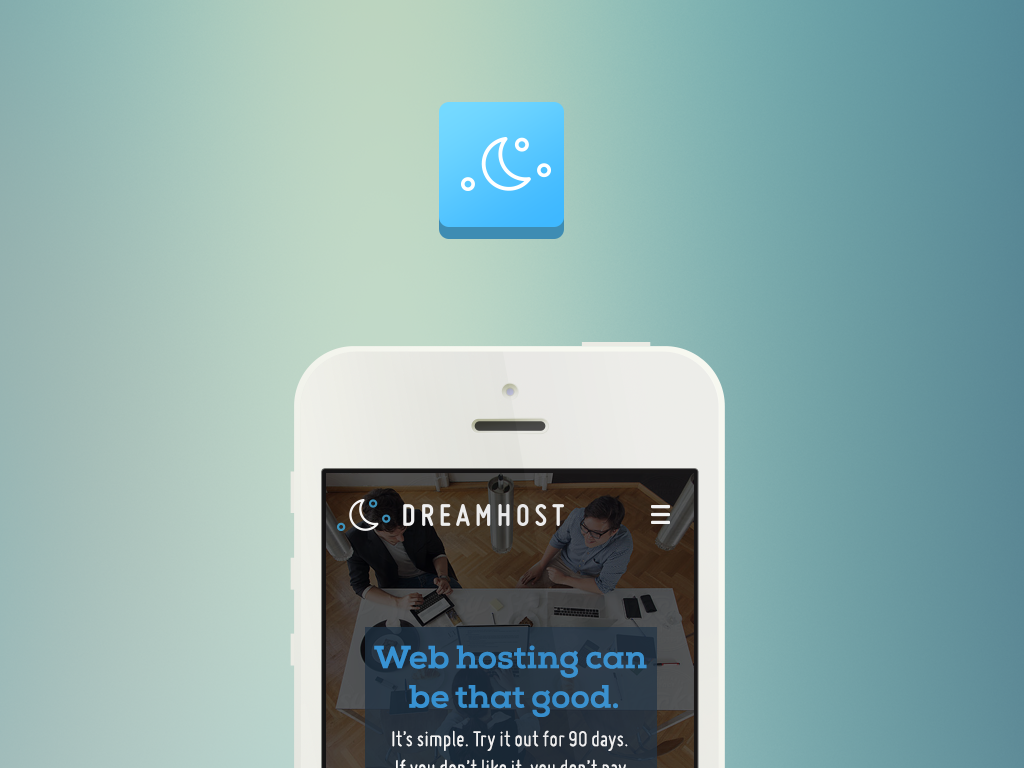 DREAMHOST
Web hosting can
be that good.
It's simple. Try it out for 90 days.
If you don't like it, you don't pay